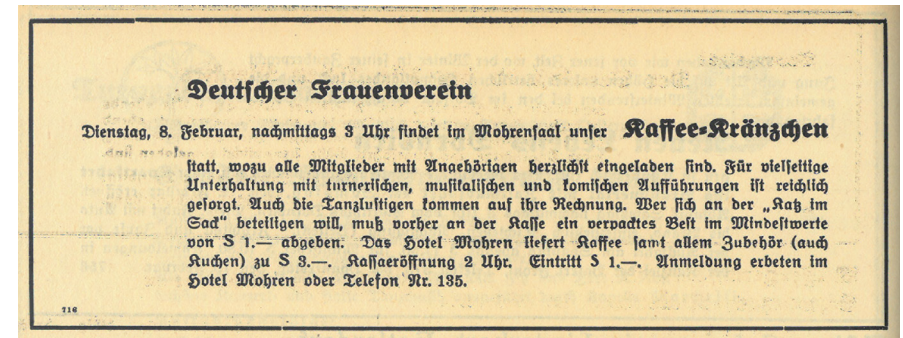 Deutscher Frauenverein
Dienstag, 8. Februar, nachmittags 3 Uhr findet im Mohrensaal unser Kaffee-Kränzchen
statt, wozu alle Mitglieder mit Angehörigen herzlichst eingeladen sind. Für vielseitige
Unterhaltung mit turnerischen, musikalischen und komischen Aufführungen ist reichlich
gesorgt. Auch die Tanzlustigen kommen auf ihre Rechnung. Wer sich an der „Katz im
Sack" beteiligen will, muß vorher an der Kasse ein verpacktes Best im Mindestwerte
von S 1.— abgeben. Das Hotel Mohren liefert Kaffee samt allem Zubehör (auch
Kuchen) zu S 3.—. Kassaeröffnung 2 Uhr. Eintritt S 1.—. Anmeldung erbeten im
Hotel Mohren oder Telefon Nr. 135.
716